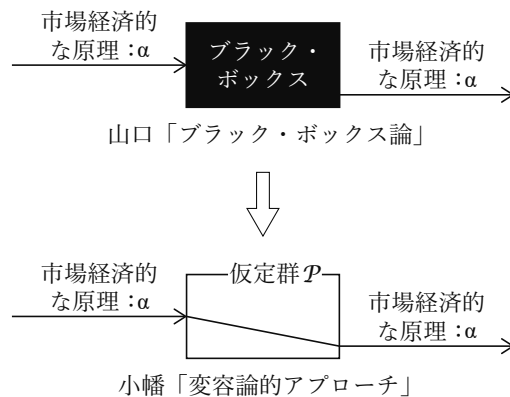 市場経済的
な原理：α
ブラック・
ボックス
市場経済的
な原理：α
山口「ブラック・ボックス論」
仮定群𝒫
市場経済的
な原理：α
市場経済的
な原理：α
小幡「変容論的アプローチ」